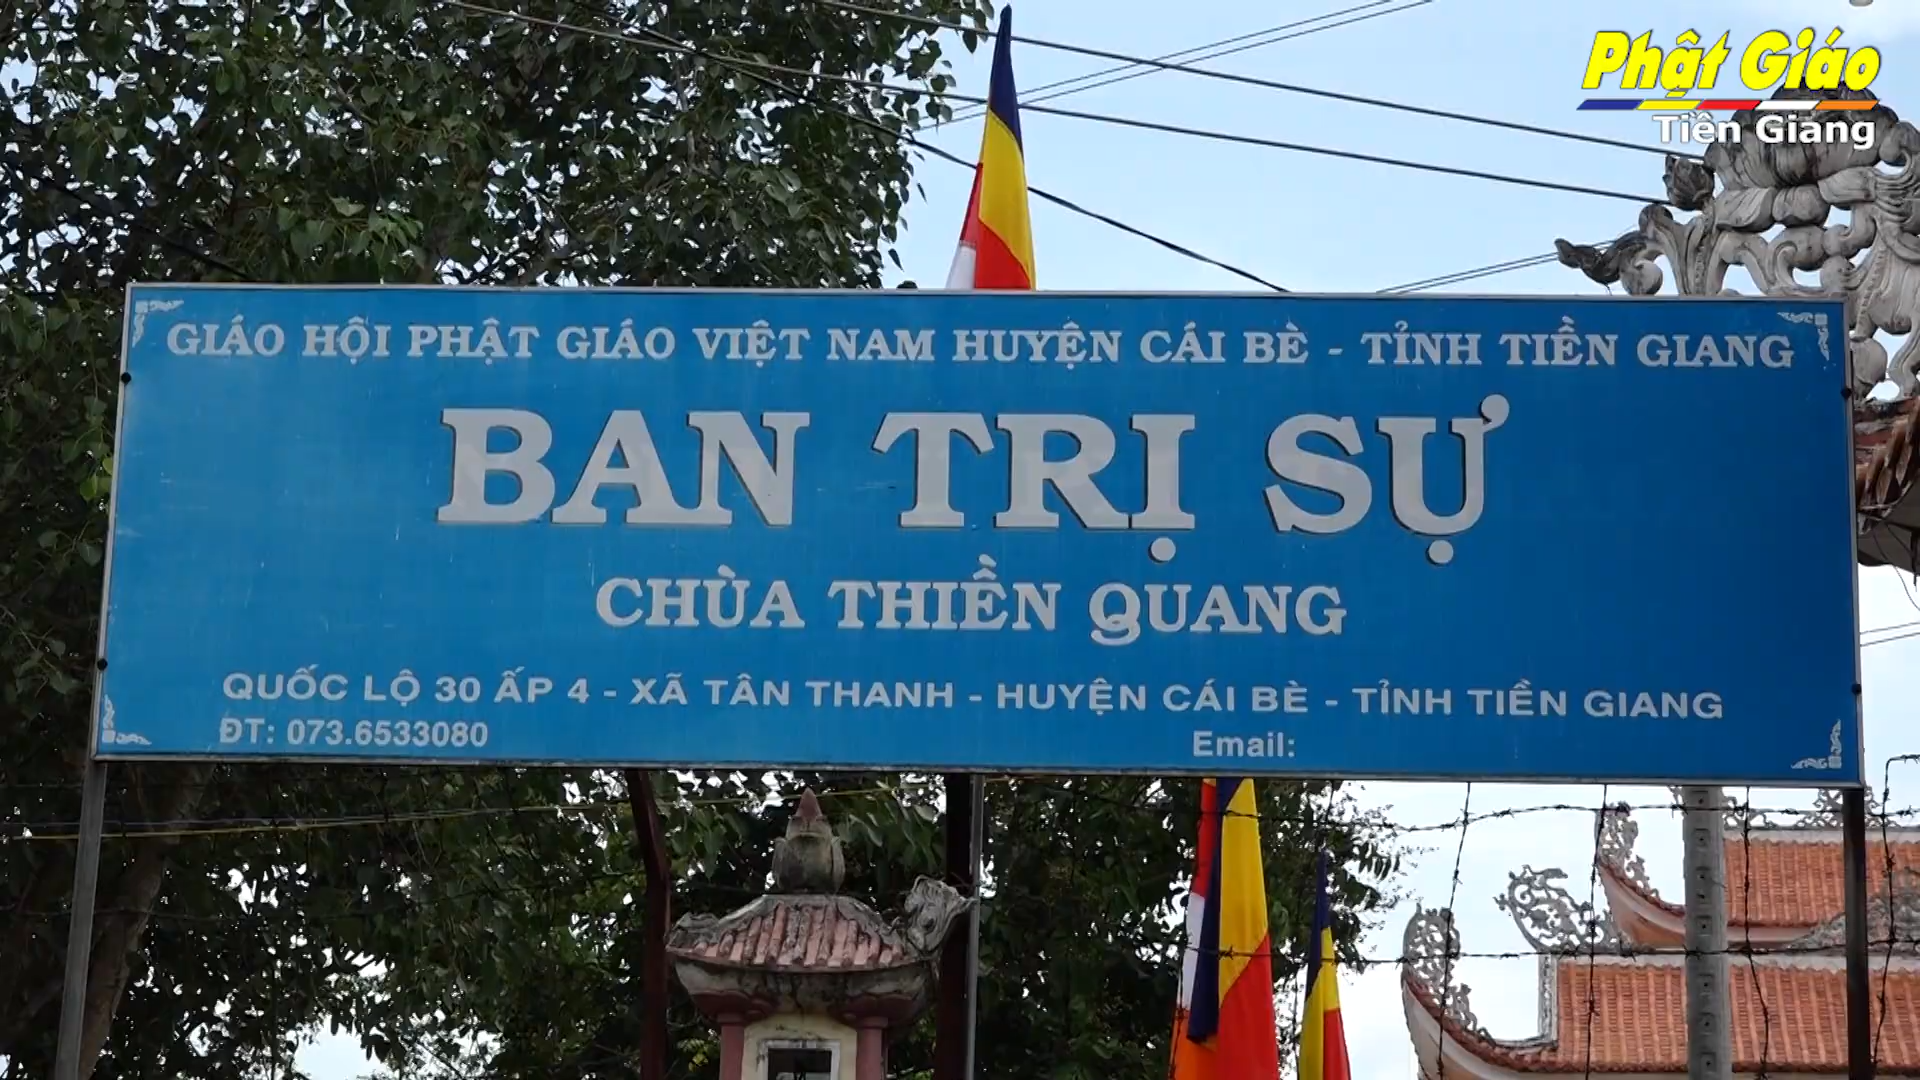 Phật Giáo
Tiền Giang
GIÁO HỘI PHẬT GIÁO VIỆT NAM HUYỆN CÁI BÈ - TỈNH TIỀN GIANG
BAN TRỊ SỰ
CHÙA THIỀN QUANG
QUỐC LỘ 30 ẤP 4 - XÃ TÂN THANH - HUYỆN CÁI BÈ - TỈNH TIỀN GIANG
ĐT: 073.6533080
Email: